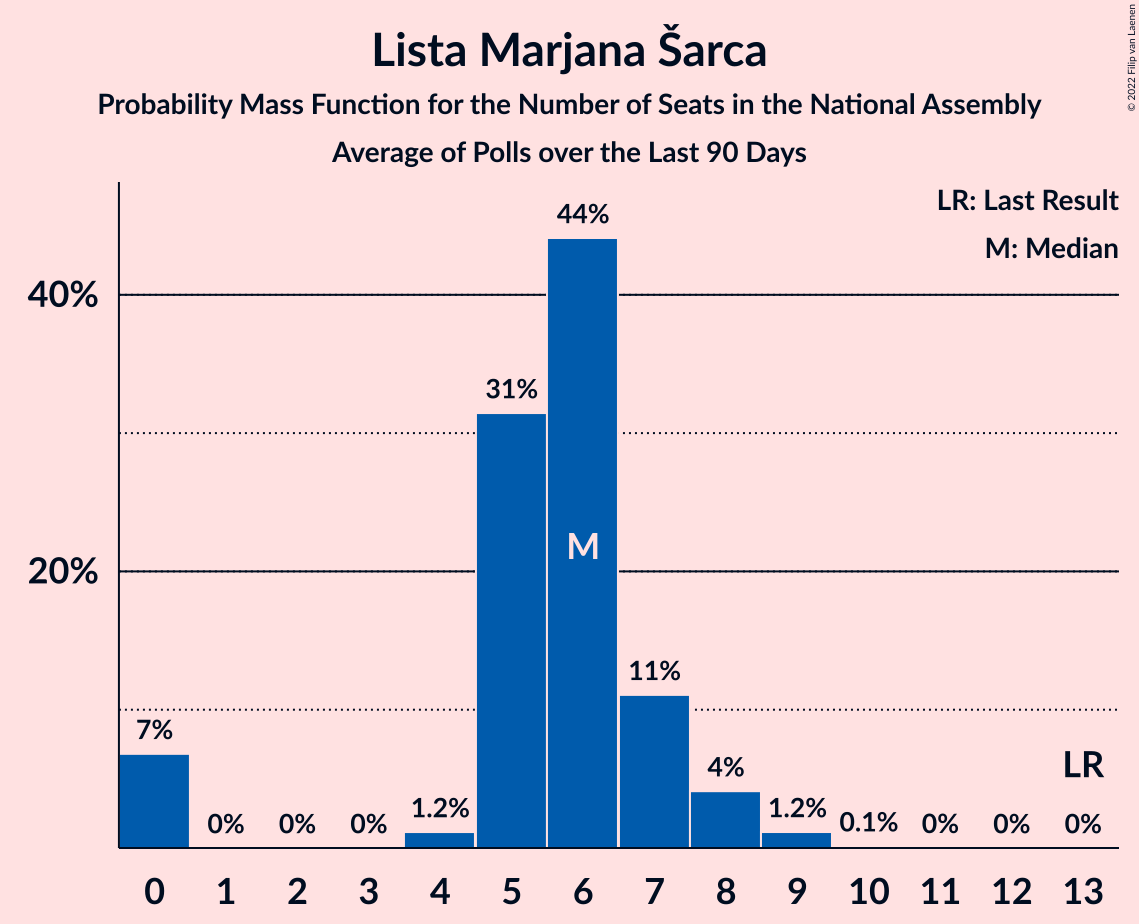 Lista Marjana Šarca
Probability Mass Function for the Number of Seats in the National Assembly
Average of Polls over the Last 90 Days
© 2022 Filip van Laenen
LR: Last Result
M: Median
40%
20%
7%
0%
0%
0%
1.2%
31%
44%
11%
4%
1.2%
0.1%
0%
0%
0%
M
LR
0 1 2 3 4 5 6 7 8 9 10 11 12 13